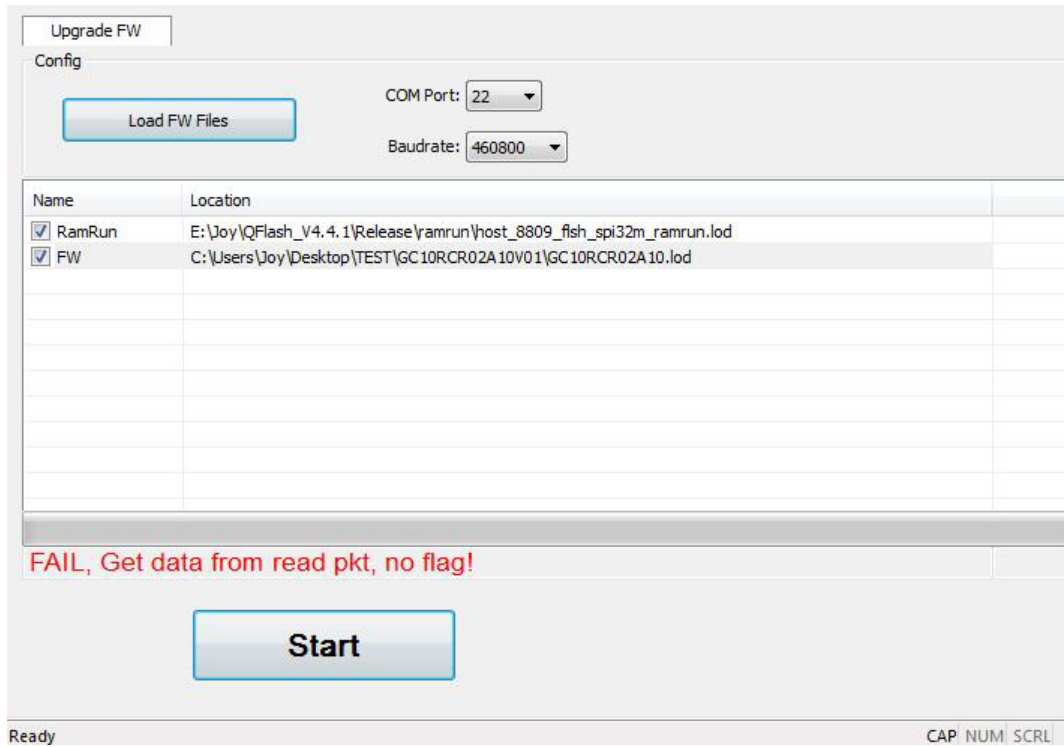 Upgrade FW
Config
Load FW Files
COM Port: 22
Baudrate: 460800
Name Location
RamRun E:\Joy\QFlash_V4.4.1\Release\ramrun\host_8809_flsh_spi32m_ramrun.lod
FW C:\Users\Joy\Desktop\TEST\GC10RCR02A10V01\GC10RCR02A10.lod
FAIL, Get data from read pkt, no flag!
Start
Ready CAP NUM SCRL